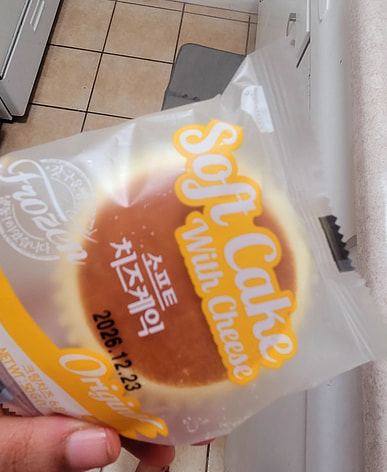 Soft Cake
With Cheese
Frozen
소프트
치즈케익
2026.12.23
Original